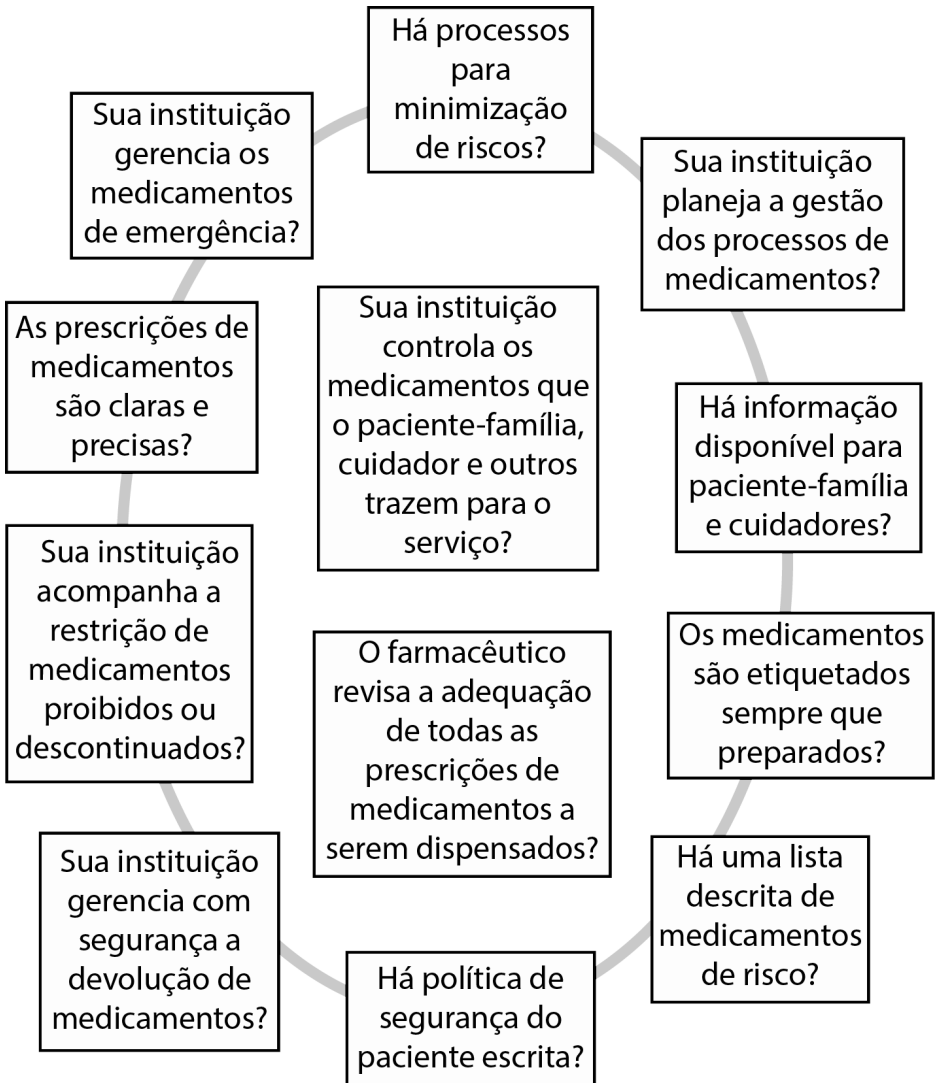 Há processos
para
minimização
de riscos?
Sua instituição
planeja a gestão
dos processos de
medicamentos?
Há informação
disponível para
paciente-família
e cuidadores?
Os medicamentos
são etiquetados
sempre que
preparados?
Há uma lista
descrita de
medicamentos
de risco?
Há política de
segurança do
paciente escrita?
Sua instituição
gerencia com
segurança a
devolução de
medicamentos?
Sua instituição
acompanha a
restrição de
medicamentos
proibidos ou
descontinuados?
As prescrições de
medicamentos
são claras e
precisas?
Sua instituição
gerencia os
medicamentos
de emergência?
Sua instituição
controla os
medicamentos que
o paciente-família,
cuidador e outros
trazem para o
serviço?
O farmacêutico
revisa a adequação
de todas as
prescrições de
medicamentos a
serem dispensados?